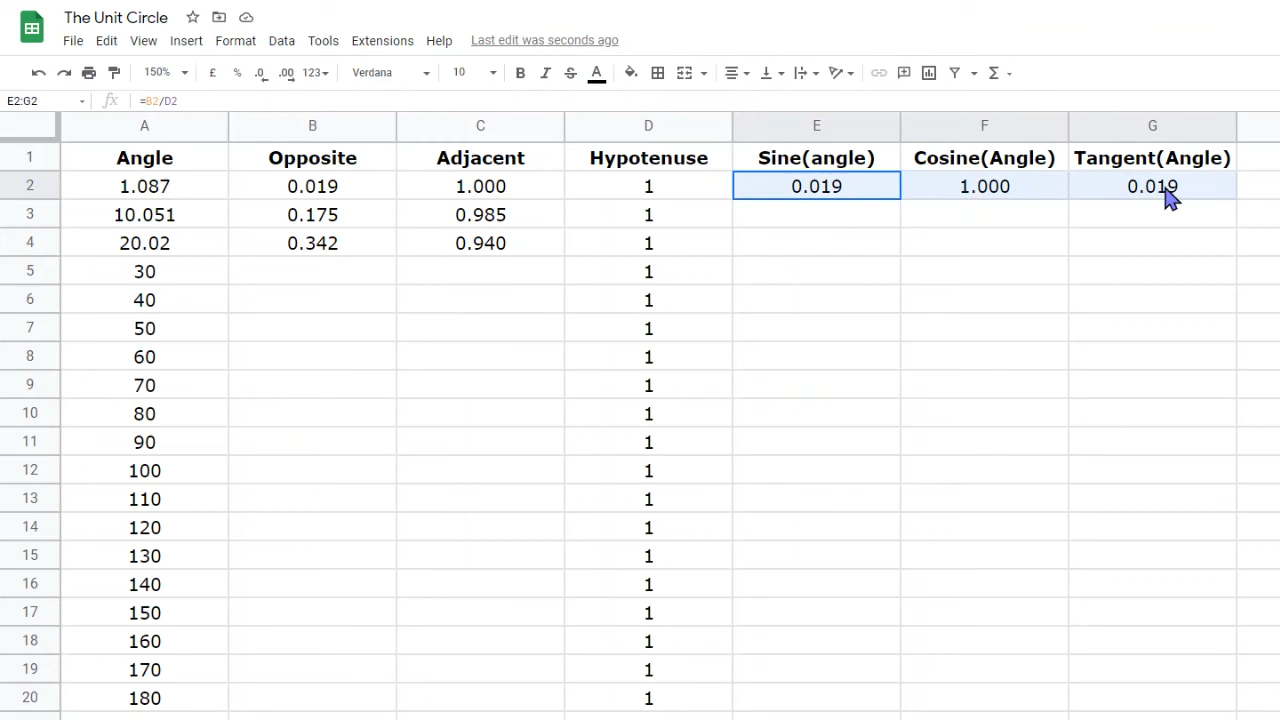 The Unit Circle
File Edit View Insert Format Data Tools Extensions Help Last edit was seconds ago
150% £ % .0 .00 123 Verdana 10 B I S A Σ
E2:G2 fx =B2/D2
A B C D E F G
1 Angle Opposite Adjacent Hypotenuse Sine(angle) Cosine(Angle) Tangent(Angle)
2 1.087 0.019 1.000 1 0.019 1.000 0.019
3 10.051 0.175 0.985 1
4 20.02 0.342 0.940 1
5 30 1
6 40 1
7 50 1
8 60 1
9 70 1
10 80 1
11 90 1
12 100 1
13 110 1
14 120 1
15 130 1
16 140 1
17 150 1
18 160 1
19 170 1
20 180 1